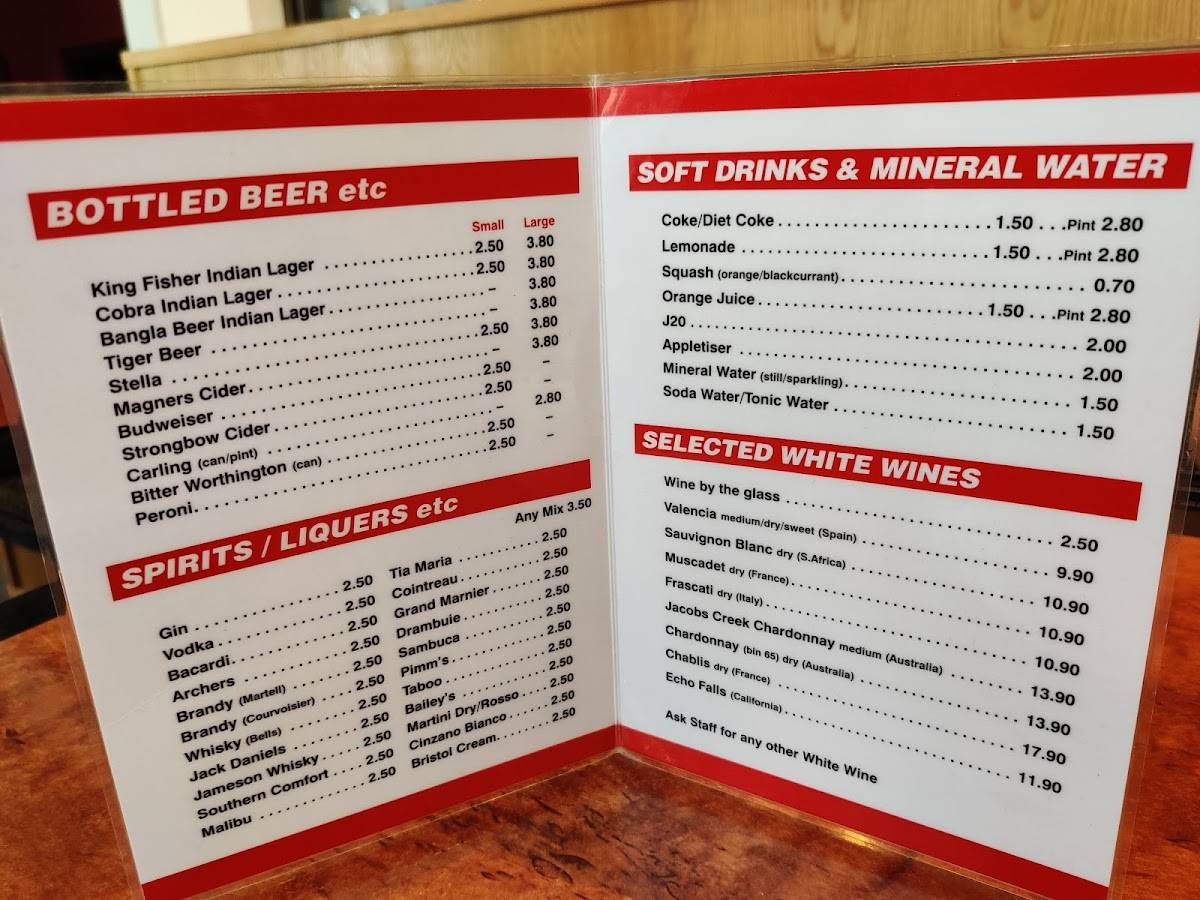 BOTTLED BEER etc
Small Large
King Fisher Indian Lager ..... 2.50 3.80
Cobra Indian Lager ..... 2.50 3.80
Bangla Beer Indian Lager ..... – 3.80
Tiger Beer ..... – 3.80
Stella ..... 2.50 3.80
Magners Cider ..... – 3.80
Budweiser ..... 2.50 –
Strongbow Cider ..... 2.50 –
Carling (can/pint) ..... – 2.80
Bitter Worthington (can) ..... 2.50 –
Peroni ..... 2.50 –
SPIRITS / LIQUERS etc
Any Mix 3.50
Gin ..... 2.50
Vodka ..... 2.50
Bacardi ..... 2.50
Archers ..... 2.50
Brandy (Martell) ..... 2.50
Brandy (Courvoisier) ..... 2.50
Whisky (Bells) ..... 2.50
Jack Daniels ..... 2.50
Jameson Whisky ..... 2.50
Southern Comfort ..... 2.50
Malibu ..... 2.50
Tia Maria ..... 2.50
Cointreau ..... 2.50
Grand Marnier ..... 2.50
Drambuie ..... 2.50
Sambuca ..... 2.50
Pimm's ..... 2.50
Taboo ..... 2.50
Bailey's ..... 2.50
Martini Dry/Rosso ..... 2.50
Cinzano Bianco ..... 2.50
Bristol Cream ..... 2.50
SOFT DRINKS & MINERAL WATER
Coke/Diet Coke ..... 1.50 ...Pint 2.80
Lemonade ..... 1.50 ...Pint 2.80
Squash (orange/blackcurrant) ..... 0.70
Orange Juice ..... 1.50 ...Pint 2.80
J20 ..... 2.00
Appletiser ..... 2.00
Mineral Water (still/sparkling) ..... 1.50
Soda Water/Tonic Water ..... 1.50
SELECTED WHITE WINES
Wine by the glass ..... 2.50
Valencia medium/dry/sweet (Spain) ..... 9.90
Sauvignon Blanc dry (S.Africa) ..... 10.90
Muscadet dry (France) ..... 10.90
Frascati dry (Italy) ..... 10.90
Jacobs Creek Chardonnay medium (Australia) ..... 13.90
Chardonnay (bin 65) dry (Australia) ..... 13.90
Chablis dry (France) ..... 17.90
Echo Falls (California) ..... 11.90
Ask Staff for any other White Wine